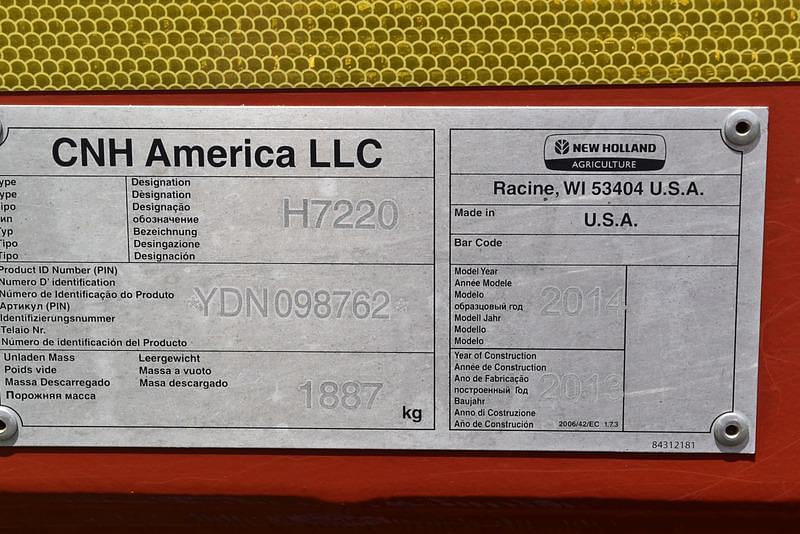 CNH America LLC
ype Designation
ype Dèsignation
ipo Designação
ип обозначение H7220
Typ Bezeichnung
Tipo Desingazione
Tipo Designación
Product ID Number (PIN)
Numero D' identification
Número de Identificação do Produto
Артикул (PIN) *YDN098762*
Identifizierungsnummer
Telaio Nr.
Número de identificación del Producto
Unladen Mass Leergewicht
Poids vide Massa a vuoto
Massa Descarregado Masa descargado
Порожняя масса 1887 kg
NEW HOLLAND
AGRICULTURE
Racine, WI 53404 U.S.A.
Made in U.S.A.
Bar Code
Model Year
Année Modele
Modelo
образцовый год 2014
Modell Jahr
Modello
Modelo
Year of Construction
Année de Construction
Ano de Fabricação
построенный Год 2013
Baujahr
Anno di Costruzione
Año de Construción 2006/42/EC 1.7.3
84312181